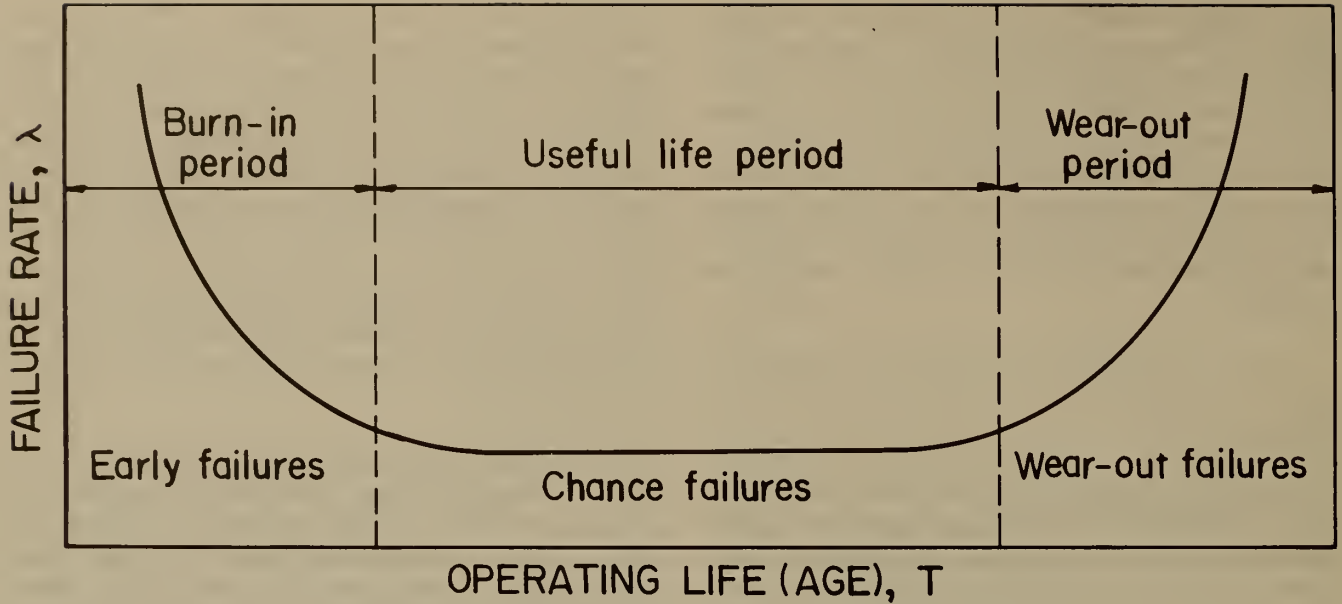 FAILURE RATE, λ
Burn-in
period
Useful life period
Wear-out
period
Early failures
Chance failures
Wear-out failures
OPERATING LIFE (AGE), T